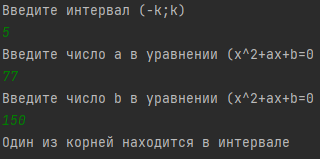 Введите интервал (-k;k)
5
Введите число a в уравнении (x^2+ax+b=0
77
Введите число b в уравнении (x^2+ax+b=0
150
Один из корней находится в интервале